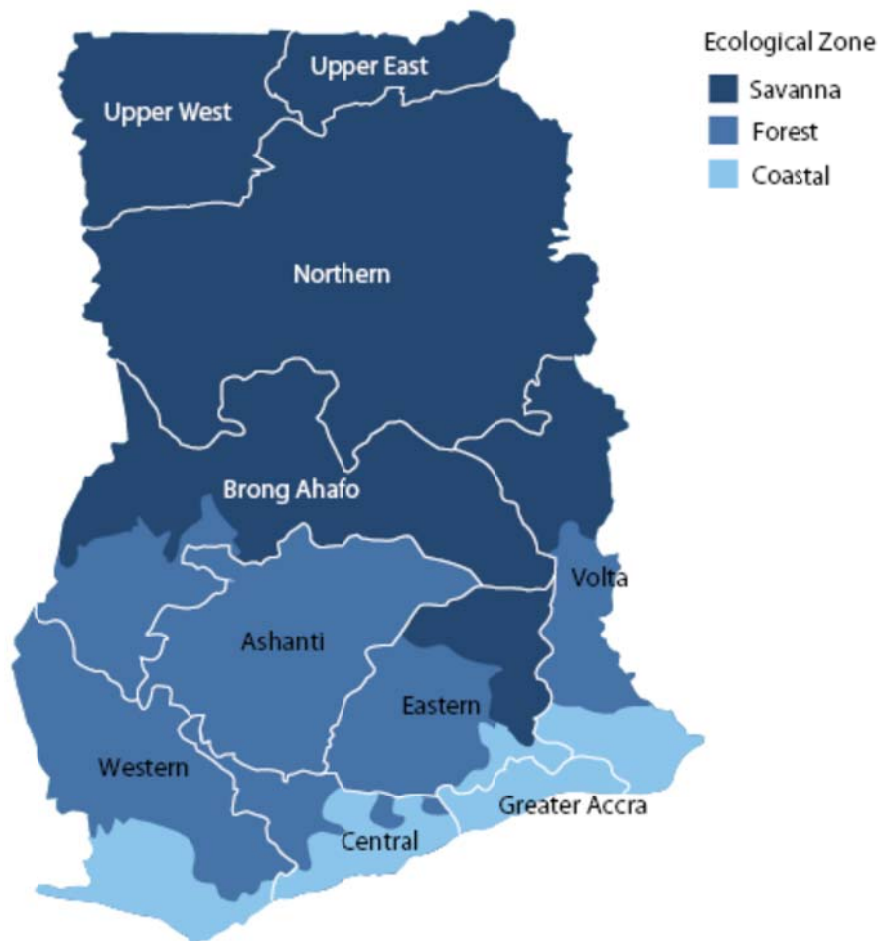 Ecological Zone
Savanna
Forest
Coastal
Upper East
Upper West
Northern
Brong Ahafo
Volta
Ashanti
Eastern
Western
Greater Accra
Central